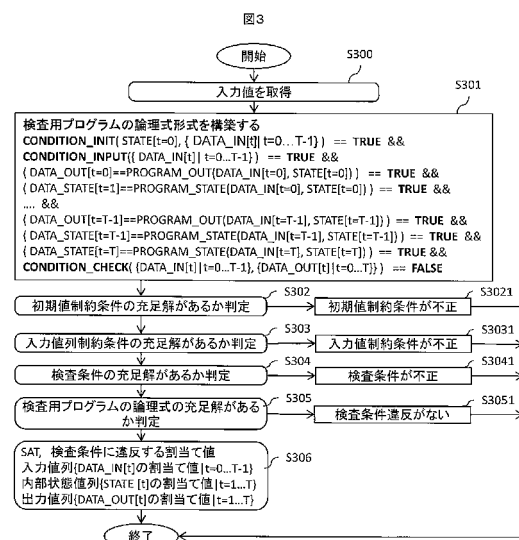 図3
開始
S300
入力値を取得
S301
検査用プログラムの論理式形式を構築する
CONDITION_INIT( STATE[t=0], { DATA_IN[t]| t=0...T-1} ) == TRUE &&
CONDITION_INPUT({ DATA_IN[t] | t=0...T-1} ) == TRUE &&
( DATA_OUT[t=0]==PROGRAM_OUT(DATA_IN[t=0], STATE[t=0]) ) == TRUE &&
( DATA_STATE[t=1]==PROGRAM_STATE(DATA_IN[t=0], STATE[t=0] ) ) == TRUE &&
.... &&
( DATA_OUT[t=T-1]==PROGRAM_OUT(DATA_IN[t=T-1], STATE[t=T-1]) ) == TRUE &&
( DATA_STATE[t=T-1]==PROGRAM_STATE(DATA_IN[t=T-1], STATE[t=T-1]) ) == TRUE &&
( DATA_STATE[t=T]==PROGRAM_STATE(DATA_IN[t=T], STATE[t=T]) ) == TRUE &&
CONDITION_CHECK( {DATA_IN[t]|t=0...T-1}, {DATA_OUT[t]|t=0...T} ) == FALSE
S302
初期値制約条件の充足解があるか判定
S3021
初期値制約条件が不正
S303
入力値列制約条件の充足解があるか判定
S3031
入力値制約条件が不正
S304
検査条件の充足解があるか判定
S3041
検査条件が不正
S305
検査用プログラムの論理式の充足解がある
か判定
S3051
検査条件違反がない
S306
SAT, 検査条件に違反する割当て値
入力値列{DATA_IN[t]の割当て値|t=0...T-1}
内部状態値列{STATE [t]の割当て値|t=1...T)
出力値列{DATA_OUT[t]の割当て値|t=1...T}
終了